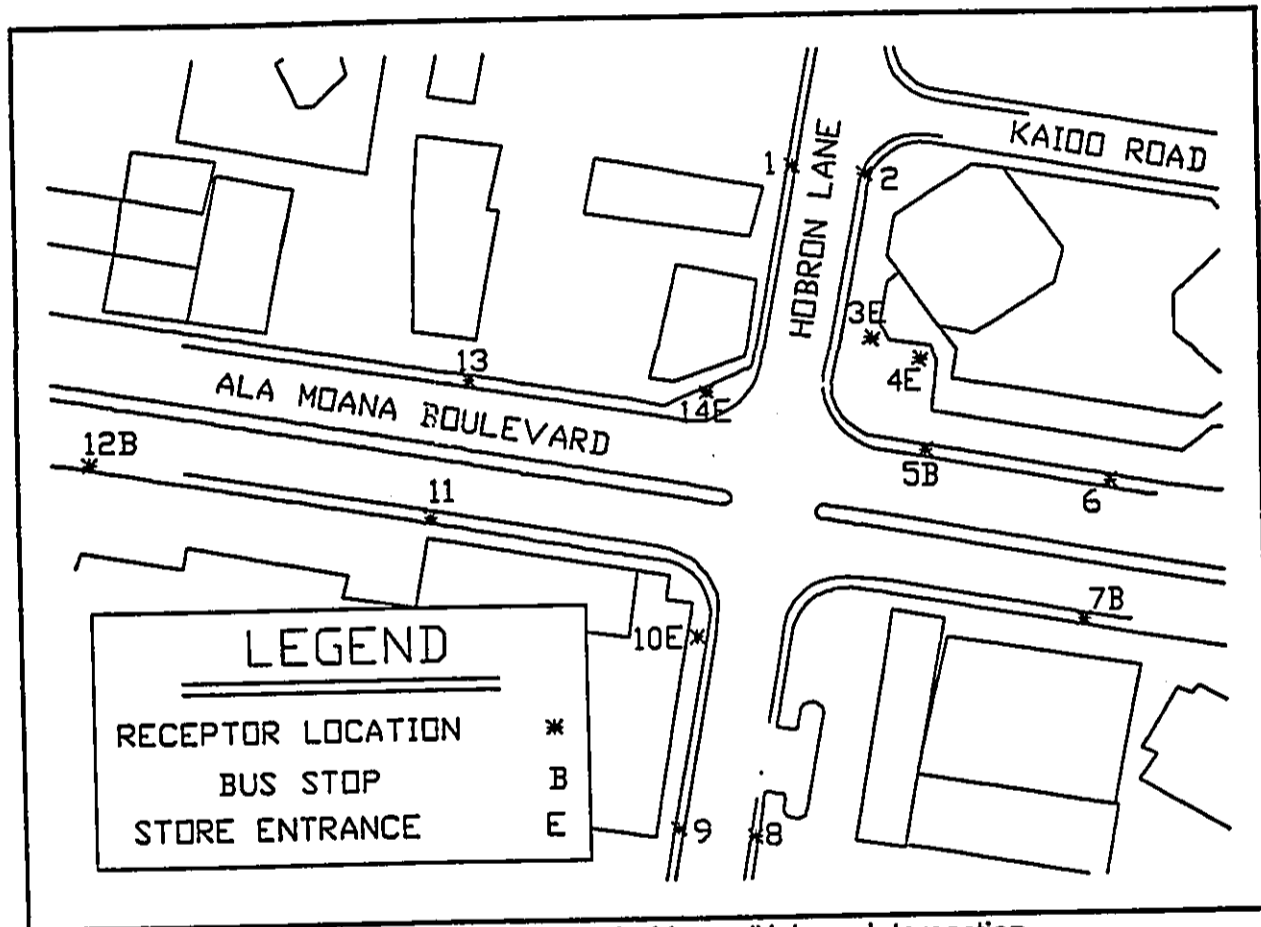 KAIOO ROAD
1
2
HOBRON LANE
3E
4E
13
14E
ALA MOANA BOULEVARD
12B
11
5B
6
7B
10E
9
8
LEGEND
RECEPTOR LOCATION *
BUS STOP B
STORE ENTRANCE E